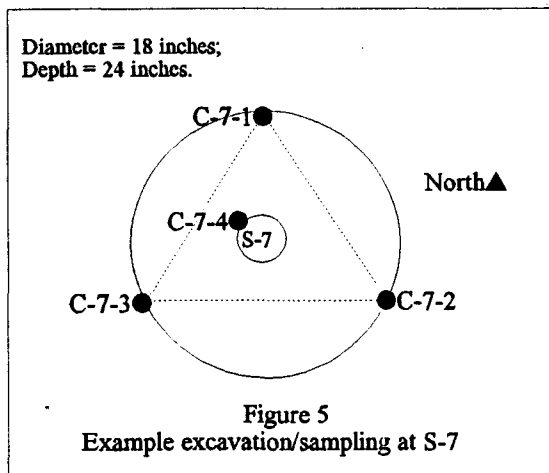 Diameter = 18 inches;
Depth = 24 inches.
C-7-1
North▲
C-7-4
S-7
C-7-3
C-7-2
Figure 5
Example excavation/sampling at S-7